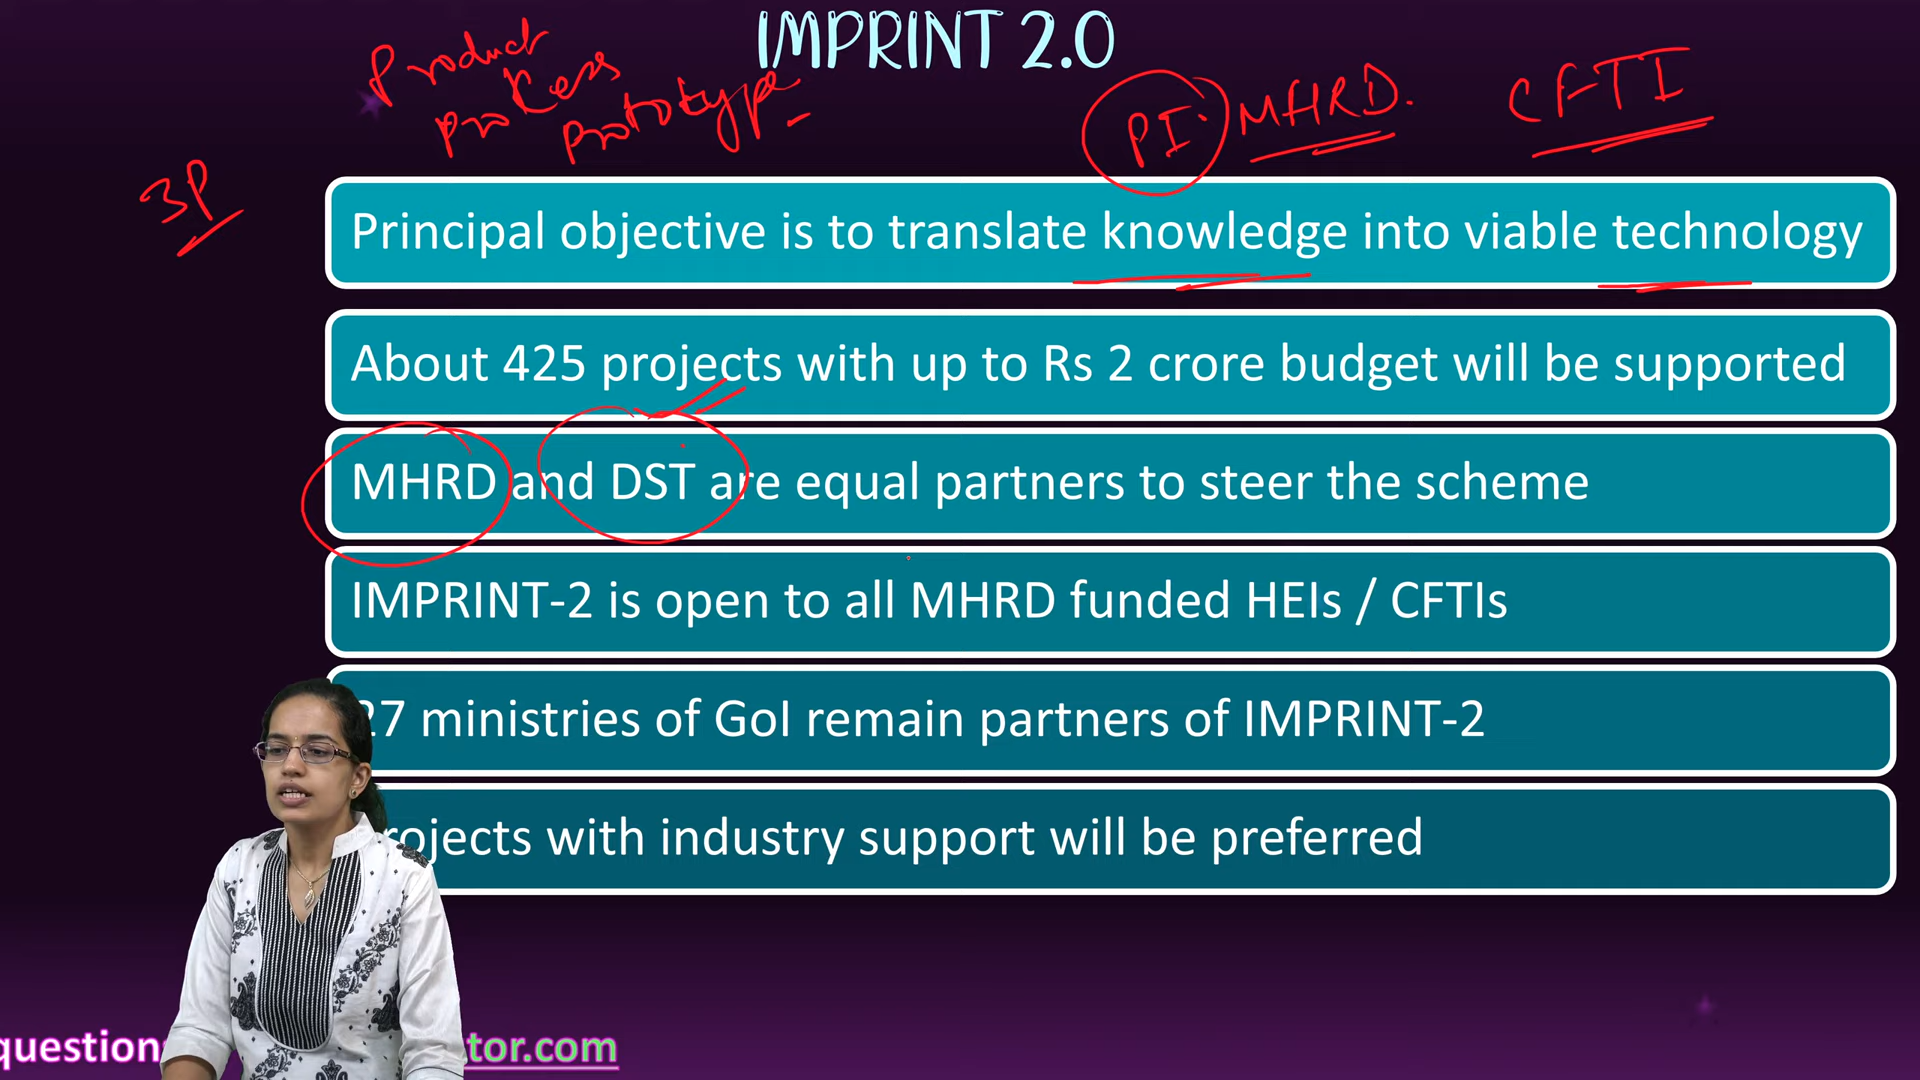 IMPRINT 2.0
Product
process
prototype
PI. MHRD. CFTI
3P
Principal objective is to translate knowledge into viable technology
About 425 projects with up to Rs 2 crore budget will be supported
MHRD and DST are equal partners to steer the scheme
IMPRINT-2 is open to all MHRD funded HEIs / CFTIs
27 ministries of GoI remain partners of IMPRINT-2
rojects with industry support will be preferred
question tor.com